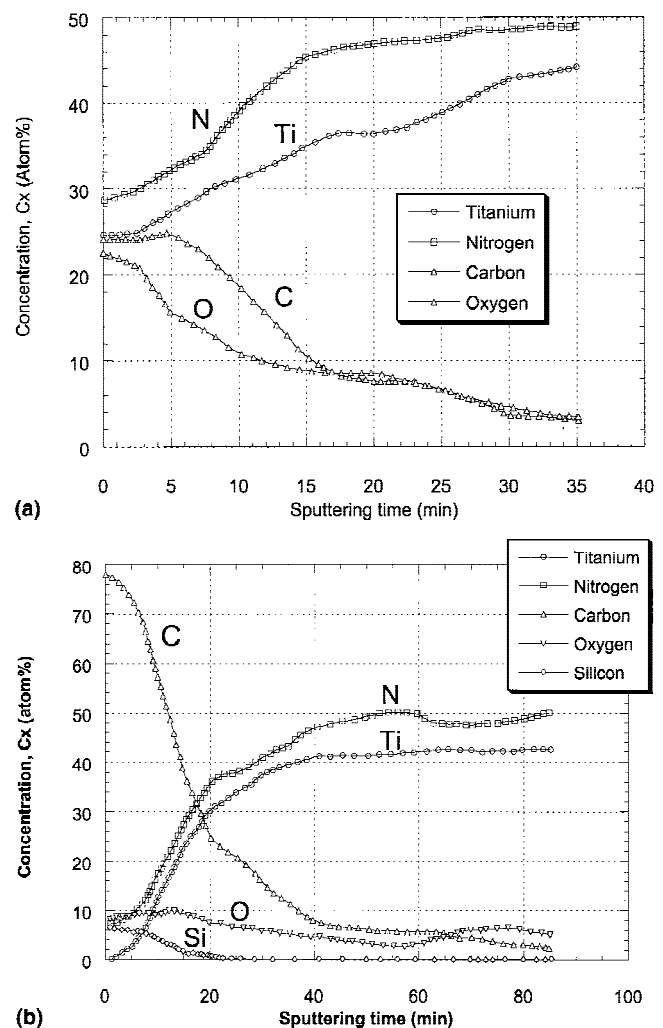 50
40
30
20
10
0
Concentration, Cx (Atom%)
N
Ti
C
O
Titanium
Nitrogen
Carbon
Oxygen
0 5 10 15 20 25 30 35 40
Sputtering time (min)
(a)
80
70
60
50
40
30
20
10
0
Concentration, Cx (atom%)
C
N
Ti
O
Si
Titanium
Nitrogen
Carbon
Oxygen
Silicon
0 20 40 60 80 100
Sputtering time (min)
(b)